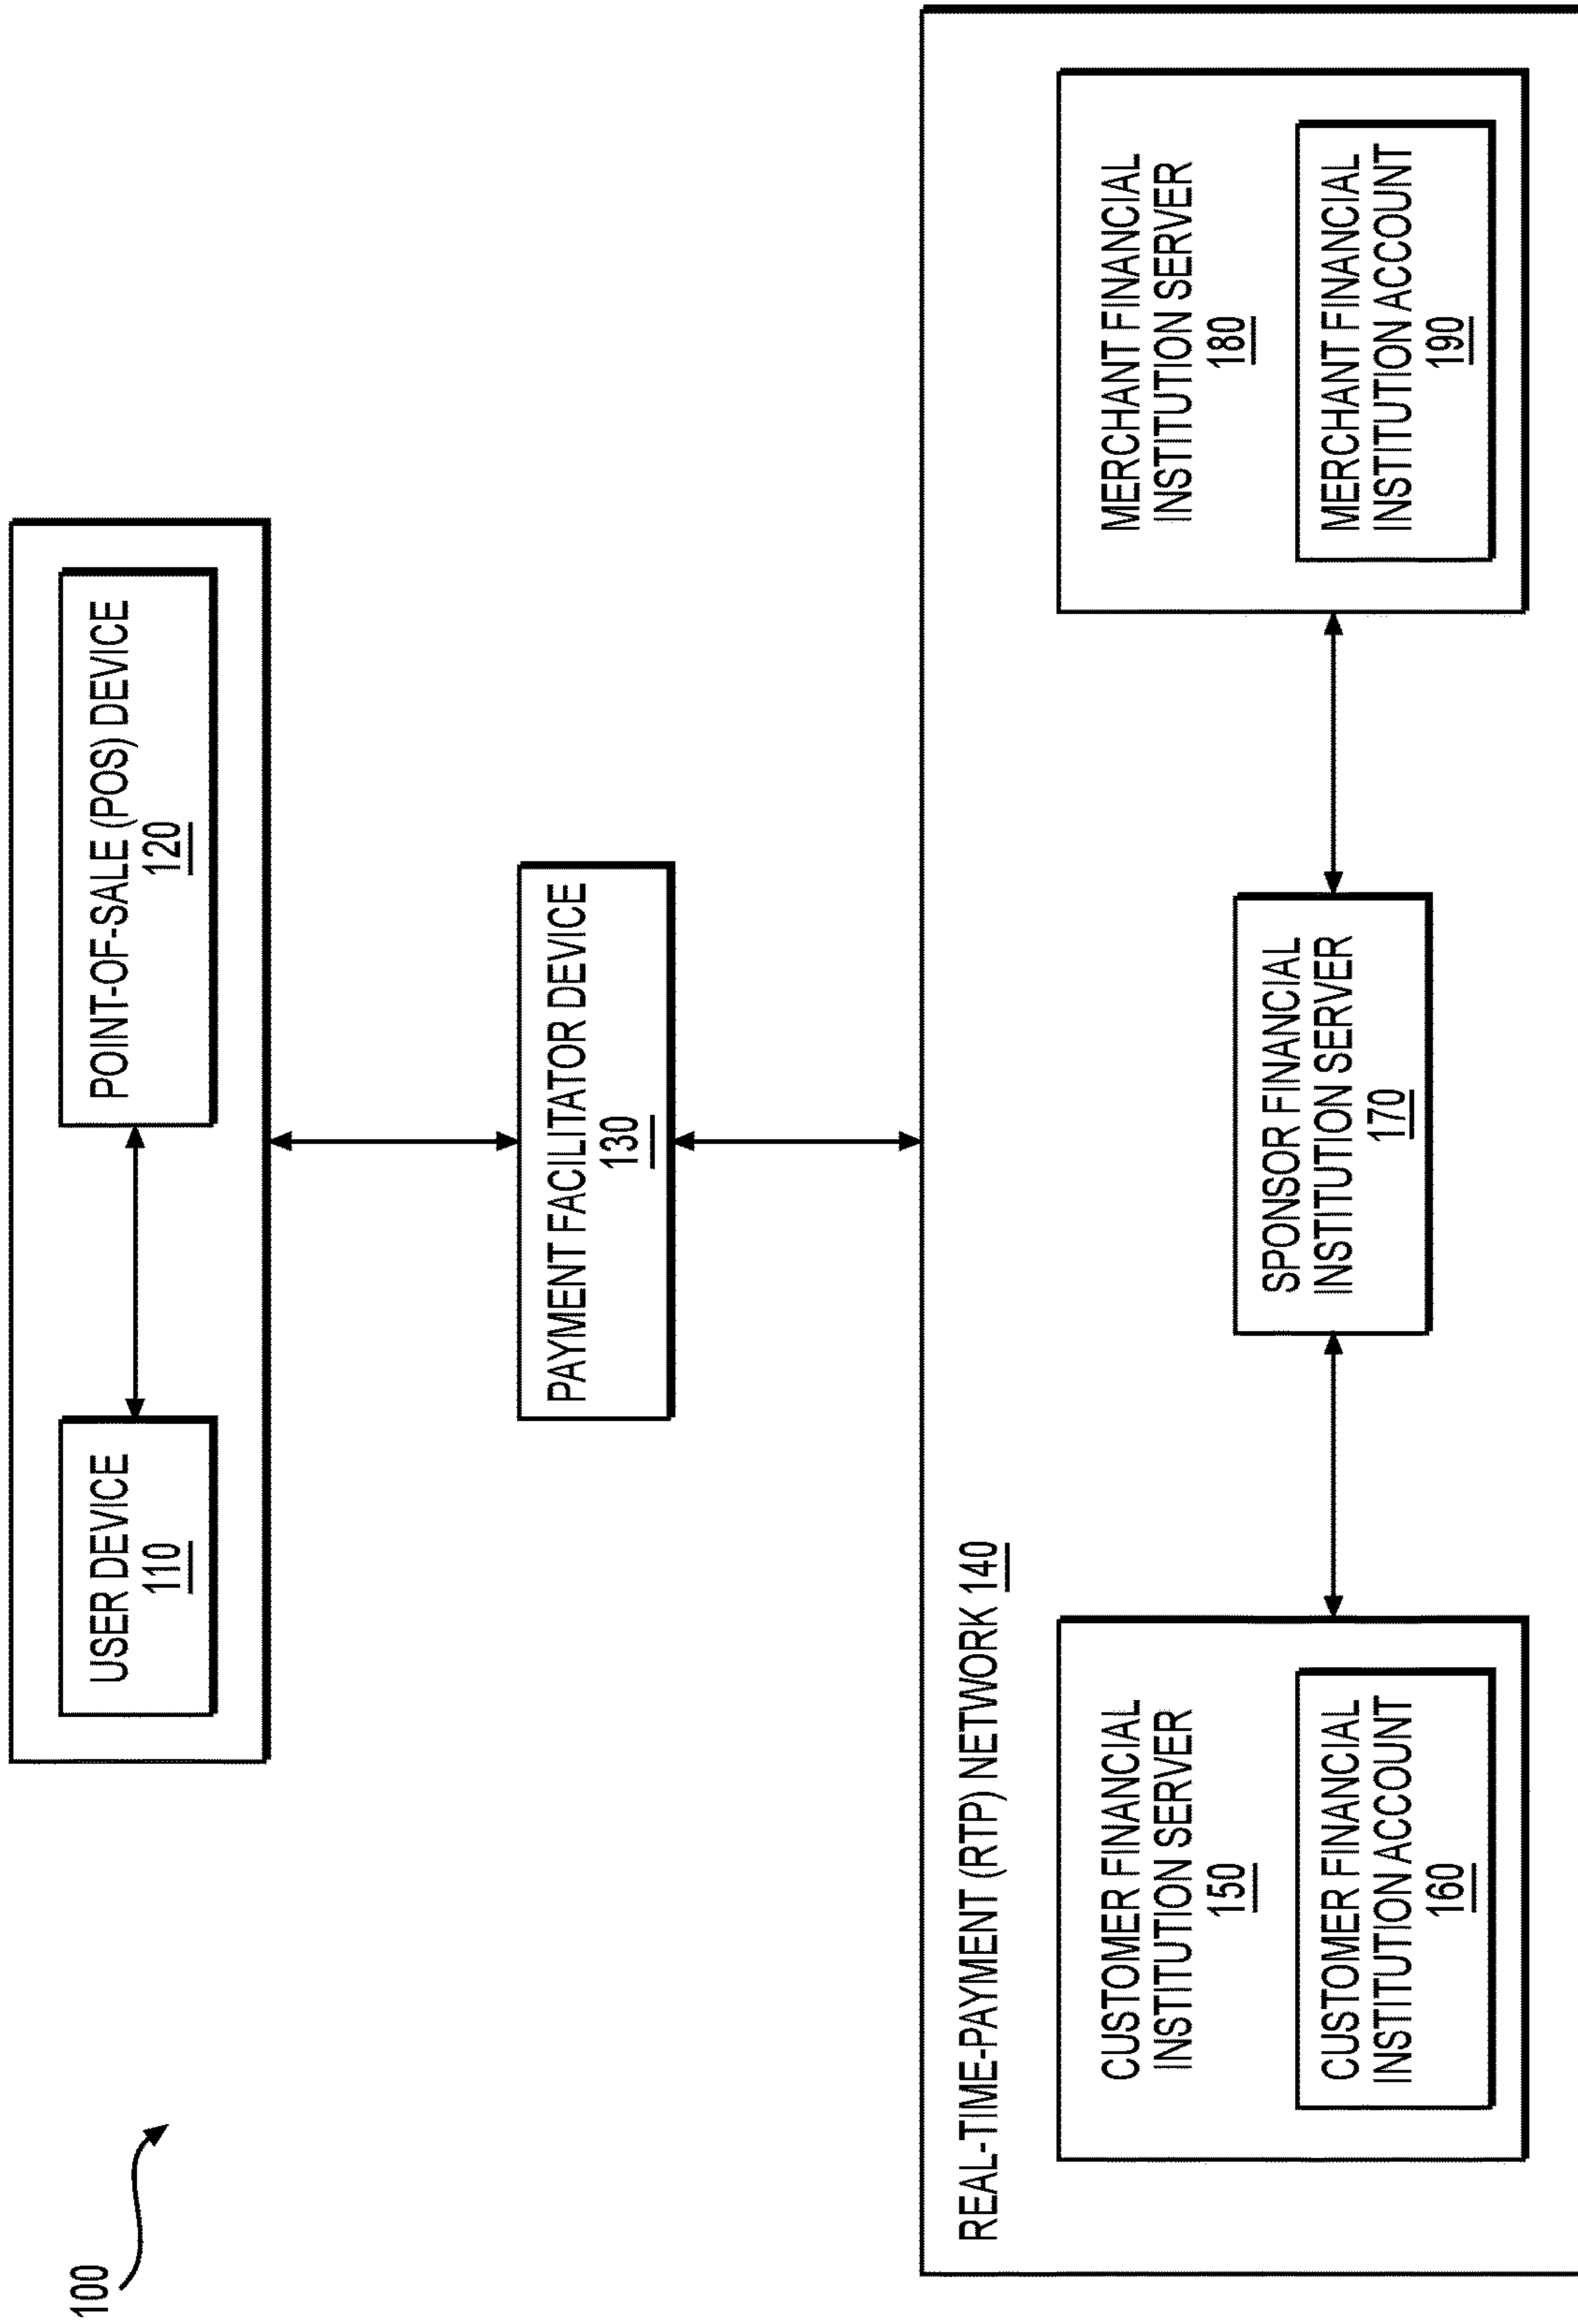 100
USER DEVICE
110
POINT-OF-SALE (POS) DEVICE
120
PAYMENT FACILITATOR DEVICE
130
REAL-TIME-PAYMENT (RTP) NETWORK 140
CUSTOMER FINANCIAL
INSTITUTION SERVER
150
CUSTOMER FINANCIAL
INSTITUTION ACCOUNT
160
SPONSOR FINANCIAL
INSTITUTION SERVER
170
MERCHANT FINANCIAL
INSTITUTION SERVER
180
MERCHANT FINANCIAL
INSTITUTION ACCOUNT
190